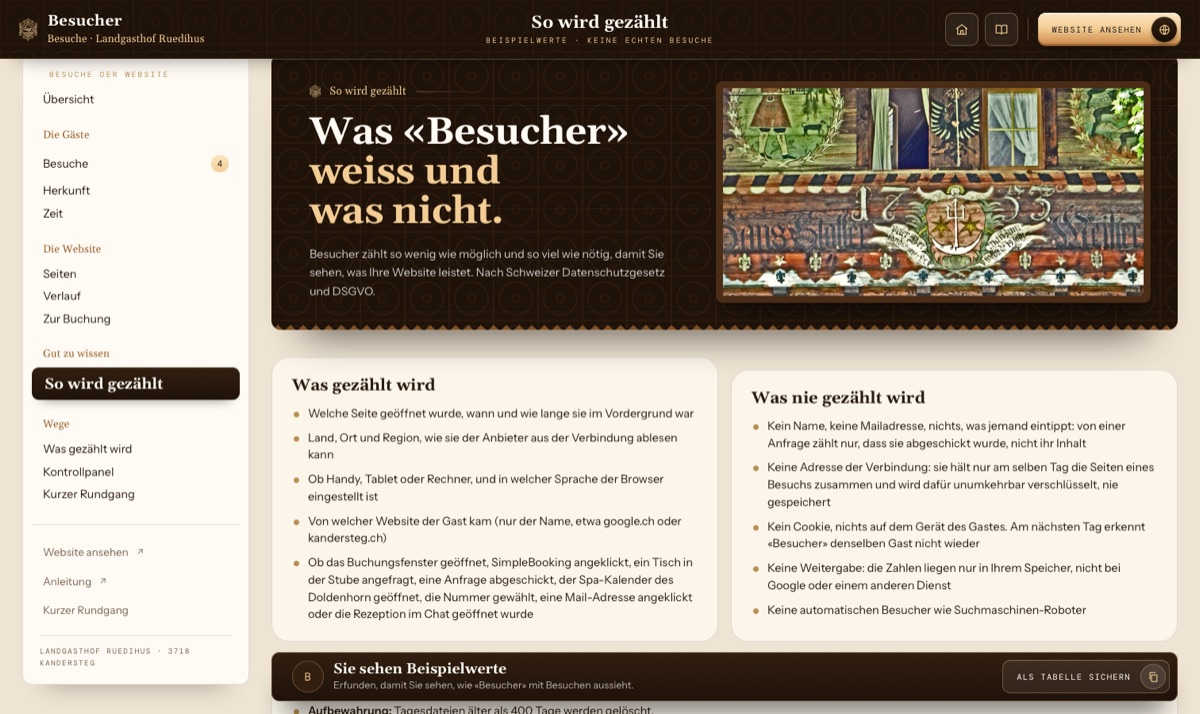 Besucher
Besuche · Landgasthof Ruedihus
So wird gezählt
BEISPIELWERTE · KEINE ECHTEN BESUCHE
WEBSITE ANSEHEN
BESUCHE DER WEBSITE
Übersicht
Die Gäste
Besuche 4
Herkunft
Zeit
Die Website
Seiten
Verlauf
Zur Buchung
Gut zu wissen
So wird gezählt
Wege
Was gezählt wird
Kontrollpanel
Kurzer Rundgang
Website ansehen ↗
Anleitung ↗
Kurzer Rundgang
LANDGASTHOF RUEDIHUS · 3718
KANDERSTEG
So wird gezählt
Was «Besucher»
weiss und
was nicht.
Besucher zählt so wenig wie möglich und so viel wie nötig, damit Sie
sehen, was Ihre Website leistet. Nach Schweizer Datenschutzgesetz
und DSGVO.
1753
Was gezählt wird
Welche Seite geöffnet wurde, wann und wie lange sie im Vordergrund war
Land, Ort und Region, wie sie der Anbieter aus der Verbindung ablesen
kann
Ob Handy, Tablet oder Rechner, und in welcher Sprache der Browser
eingestellt ist
Von welcher Website der Gast kam (nur der Name, etwa google.ch oder
kandersteg.ch)
Ob das Buchungsfenster geöffnet, SimpleBooking angeklickt, ein Tisch in
der Stube angefragt, eine Anfrage abgeschickt, der Spa-Kalender des
Doldenhorn geöffnet, die Nummer gewählt, eine Mail-Adresse angeklickt
oder die Rezeption im Chat geöffnet wurde
Was nie gezählt wird
Kein Name, keine Mailadresse, nichts, was jemand eintippt: von einer
Anfrage zählt nur, dass sie abgeschickt wurde, nicht ihr Inhalt
Keine Adresse der Verbindung: sie hält nur am selben Tag die Seiten eines
Besuchs zusammen und wird dafür unumkehrbar verschlüsselt, nie
gespeichert
Kein Cookie, nichts auf dem Gerät des Gastes. Am nächsten Tag erkennt
«Besucher» denselben Gast nicht wieder
Keine Weitergabe: die Zahlen liegen nur in Ihrem Speicher, nicht bei
Google oder einem anderen Dienst
Keine automatischen Besucher wie Suchmaschinen-Roboter
B
Sie sehen Beispielwerte
Erfunden, damit Sie sehen, wie «Besucher» mit Besuchen aussieht.
ALS TABELLE SICHERN
Aufbewahrung: Tagesdateien älter als 400 Tage werden gelöscht.